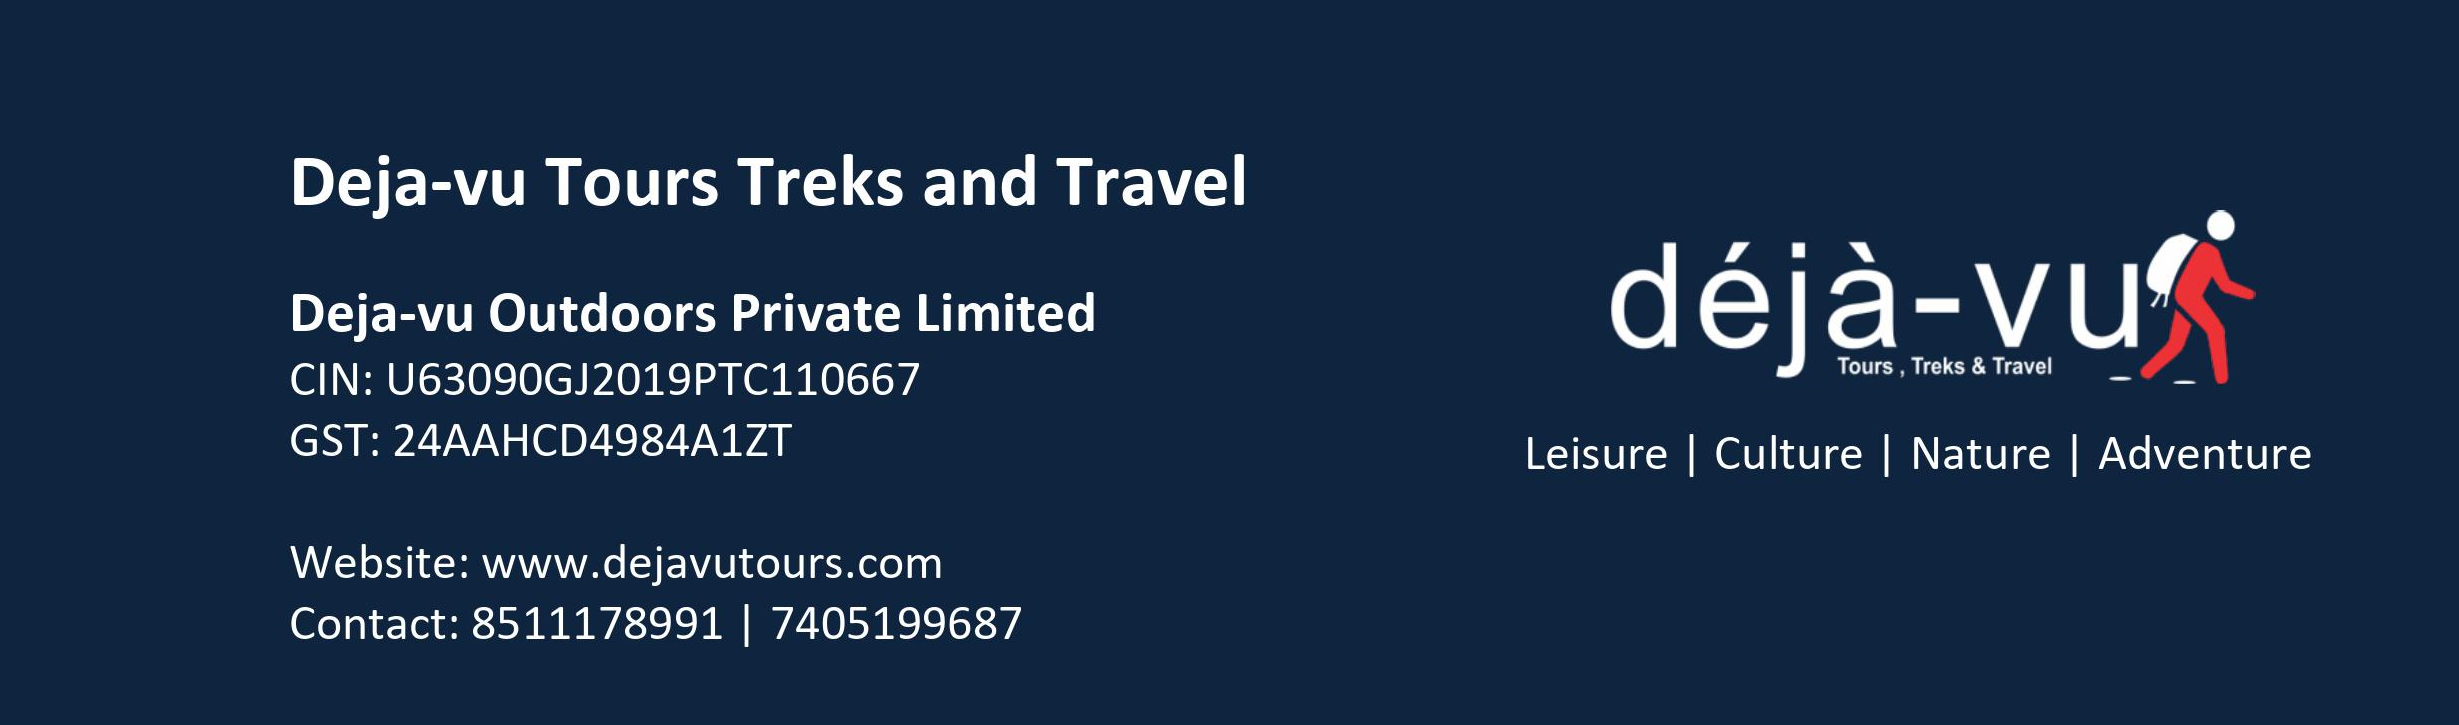 Deja-vu Tours Treks and Travel
Deja-vu Outdoors Private Limited
CIN: U63090GJ2019PTC110667
GST: 24AAHCD4984A1ZT
Website: www.dejavutours.com
Contact: 8511178991 | 7405199687
déjà-vu
Tours , Treks & Travel
Leisure | Culture | Nature | Adventure